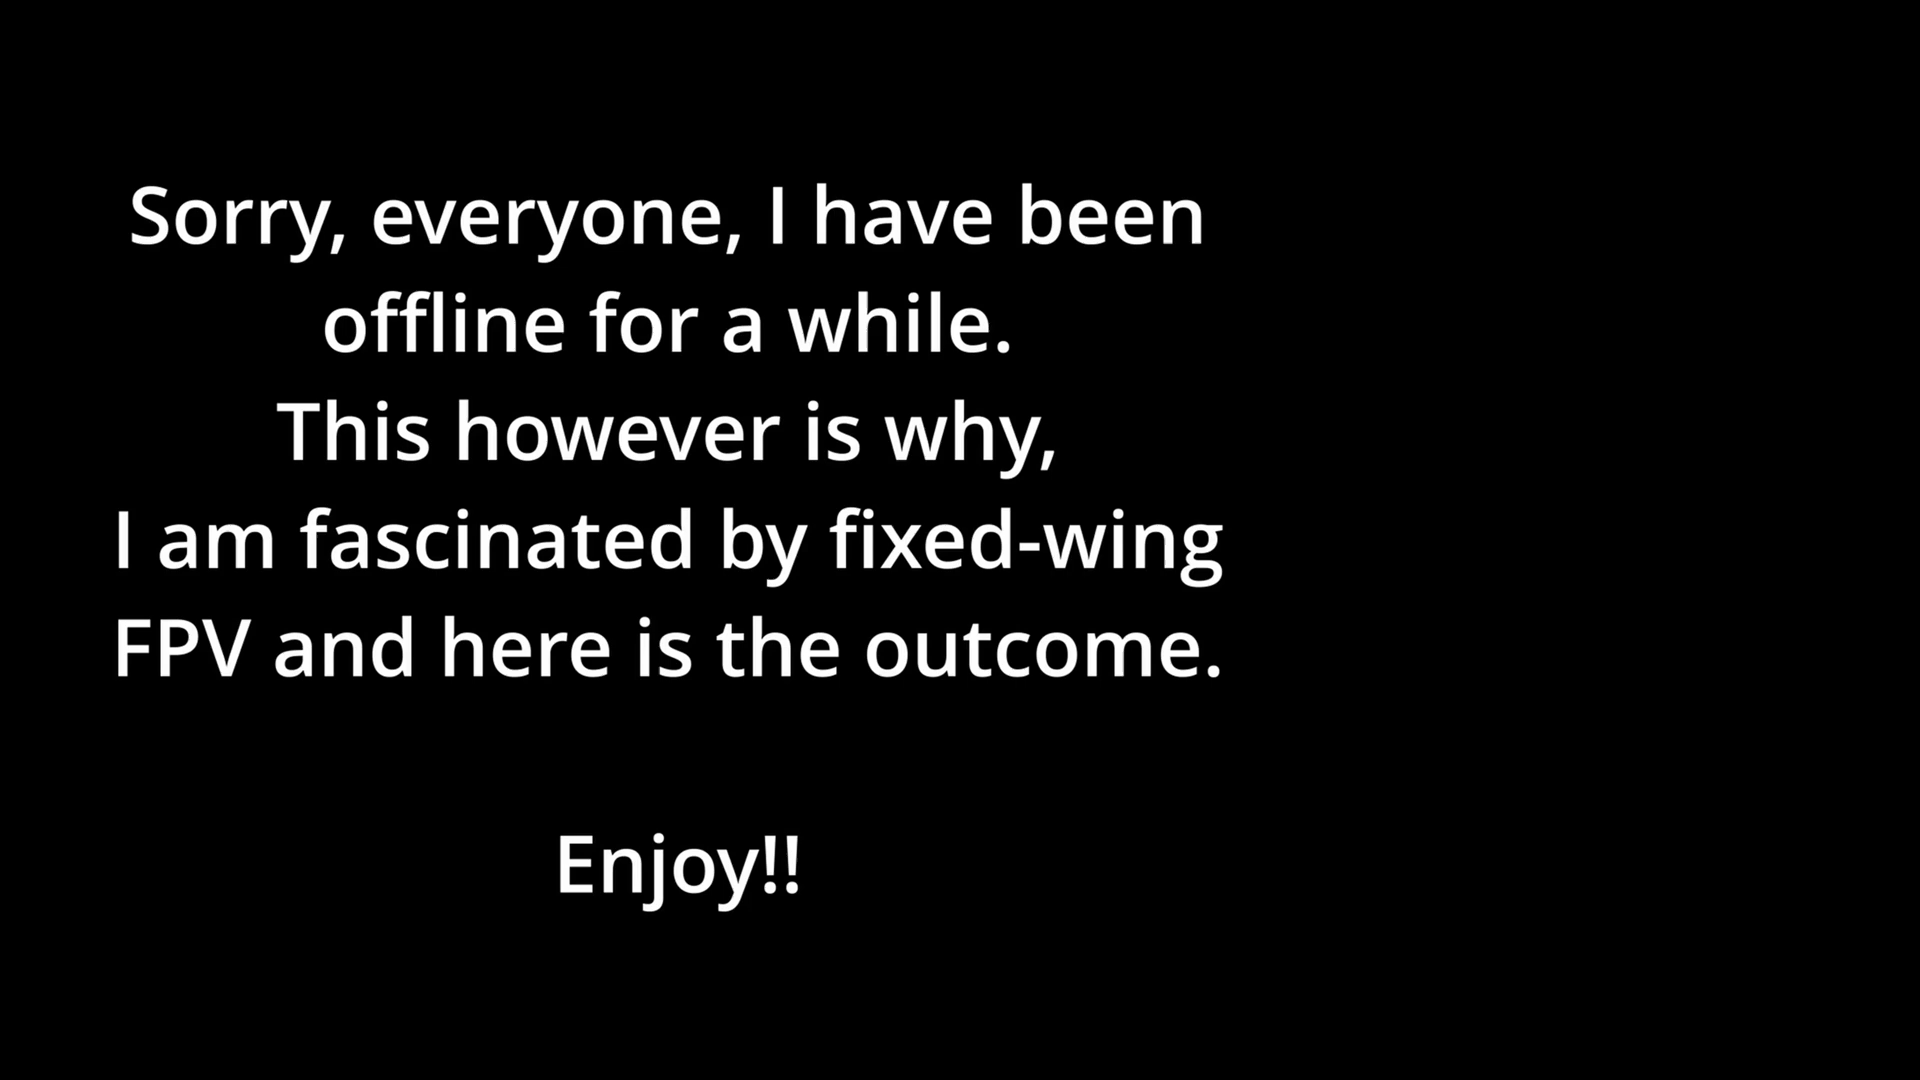 Sorry, everyone, I have been
offline for a while.
This however is why,
I am fascinated by fixed-wing
FPV and here is the outcome.
Enjoy!!